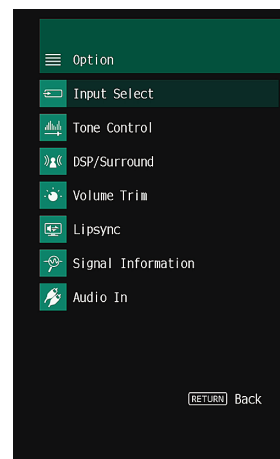 Option
Input Select
Tone Control
DSP/Surround
Volume Trim
Lipsync
Signal Information
Audio In
RETURN Back